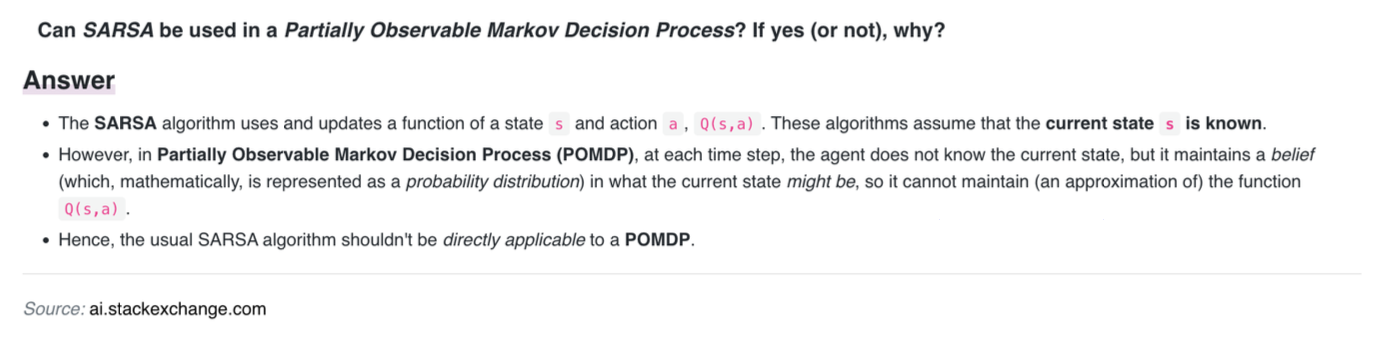 Can SARSA be used in a Partially Observable Markov Decision Process? If yes (or not), why?
Answer
• The SARSA algorithm uses and updates a function of a state s and action a , Q(s,a) . These algorithms assume that the current state s is known.
• However, in Partially Observable Markov Decision Process (POMDP), at each time step, the agent does not know the current state, but it maintains a belief
(which, mathematically, is represented as a probability distribution) in what the current state might be, so it cannot maintain (an approximation of) the function
Q(s,a) .
• Hence, the usual SARSA algorithm shouldn't be directly applicable to a POMDP.
Source: ai.stackexchange.com